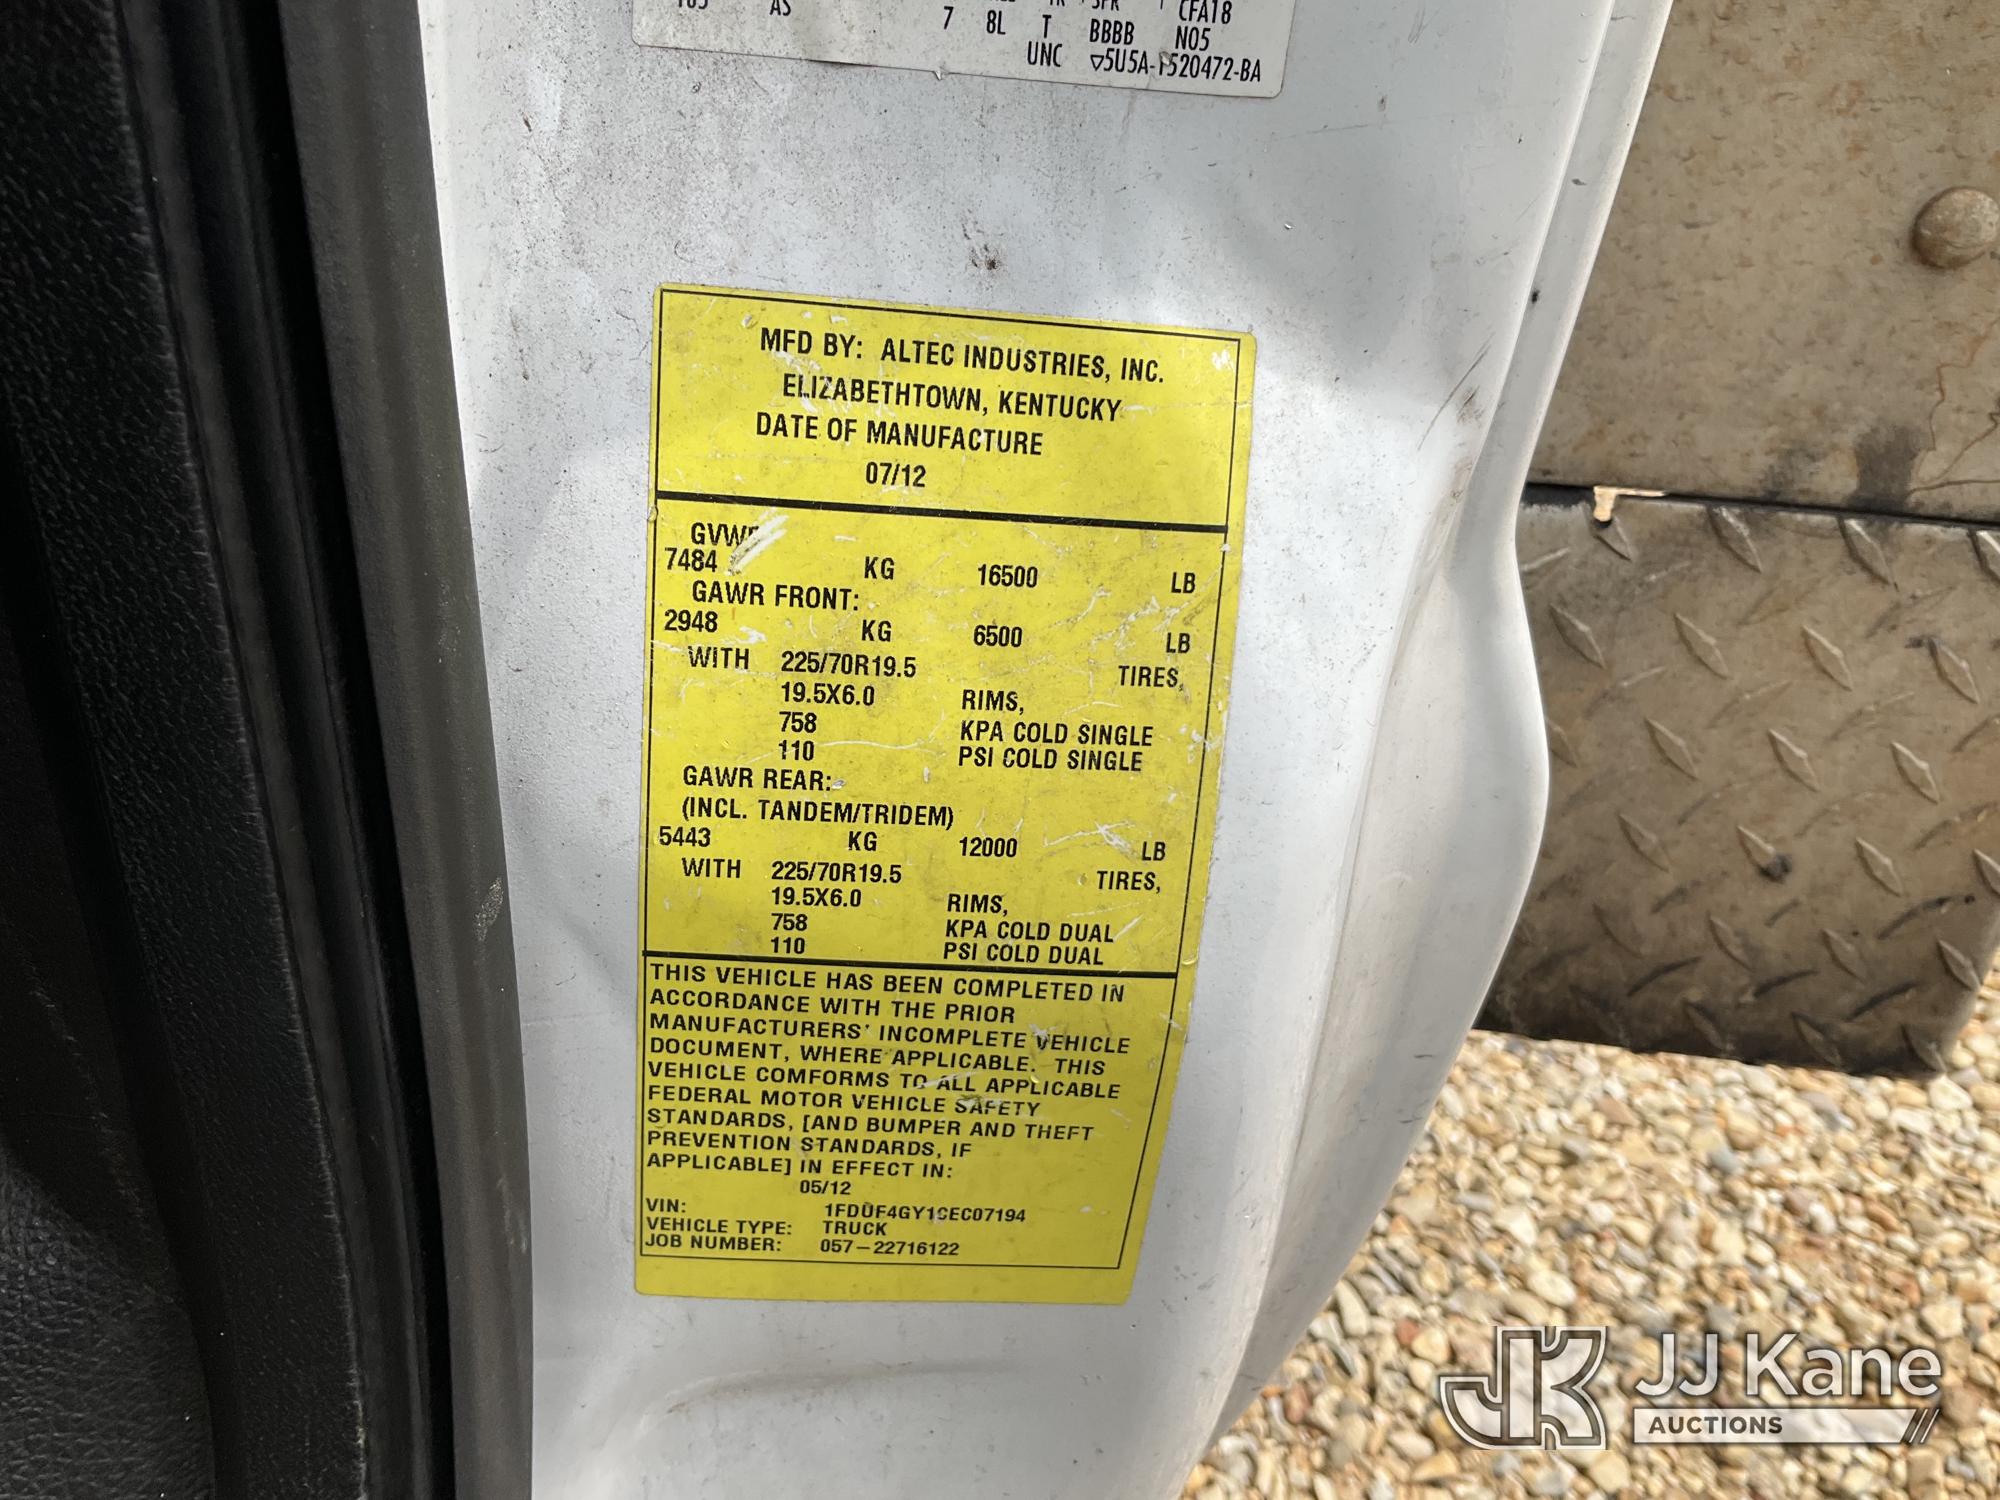 AS
7 8L T BBBB N05
CFA18
UNC ▽5U5A-1520472-BA
MFD BY: ALTEC INDUSTRIES, INC.
ELIZABETHTOWN, KENTUCKY
DATE OF MANUFACTURE
07/12
GVWR
7484 KG 16500 LB
GAWR FRONT:
2948 KG 6500 LB
WITH 225/70R19.5 TIRES,
19.5X6.0 RIMS,
758 KPA COLD SINGLE
110 PSI COLD SINGLE
GAWR REAR:
(INCL. TANDEM/TRIDEM)
5443 KG 12000 LB
WITH 225/70R19.5 TIRES,
19.5X6.0 RIMS,
758 KPA COLD DUAL
110 PSI COLD DUAL
THIS VEHICLE HAS BEEN COMPLETED IN
ACCORDANCE WITH THE PRIOR
MANUFACTURERS' INCOMPLETE VEHICLE
DOCUMENT, WHERE APPLICABLE. THIS
VEHICLE COMFORMS TO ALL APPLICABLE
FEDERAL MOTOR VEHICLE SAFETY
STANDARDS, [AND BUMPER AND THEFT
PREVENTION STANDARDS, IF
APPLICABLE] IN EFFECT IN:
05/12
VIN: 1FDUF4GY1CEC07194
VEHICLE TYPE: TRUCK
JOB NUMBER: 057-22716122
JK JJ Kane
AUCTIONS